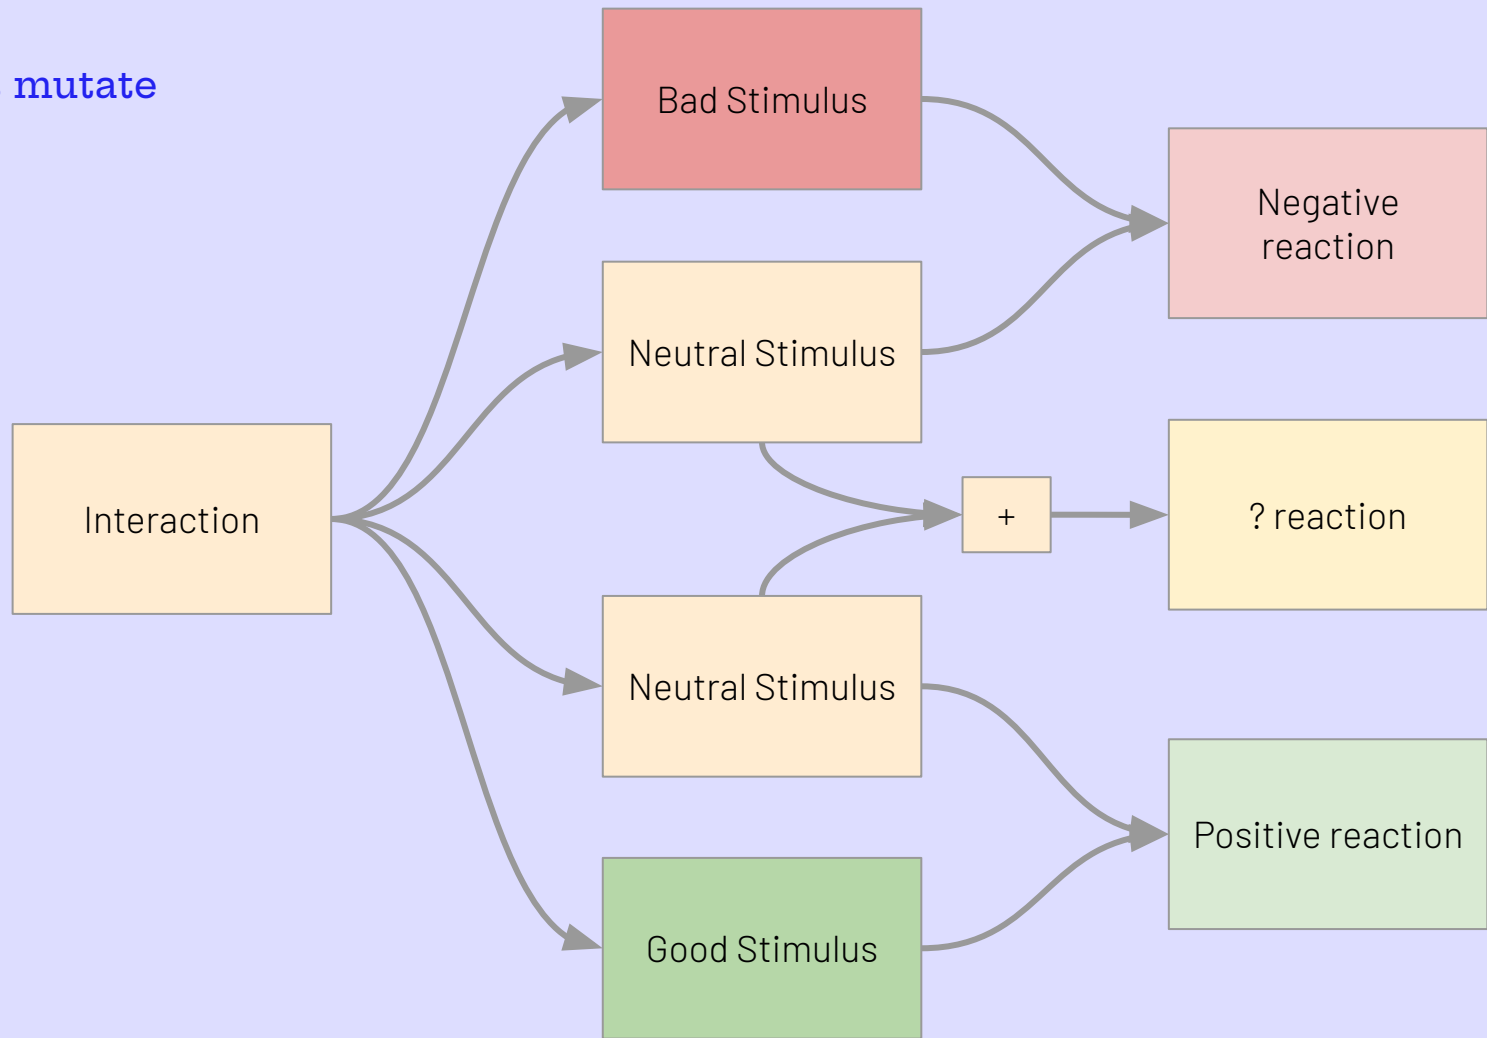 mutate
Bad Stimulus
Negative
reaction
Neutral Stimulus
Interaction
+
? reaction
Neutral Stimulus
Positive reaction
Good Stimulus